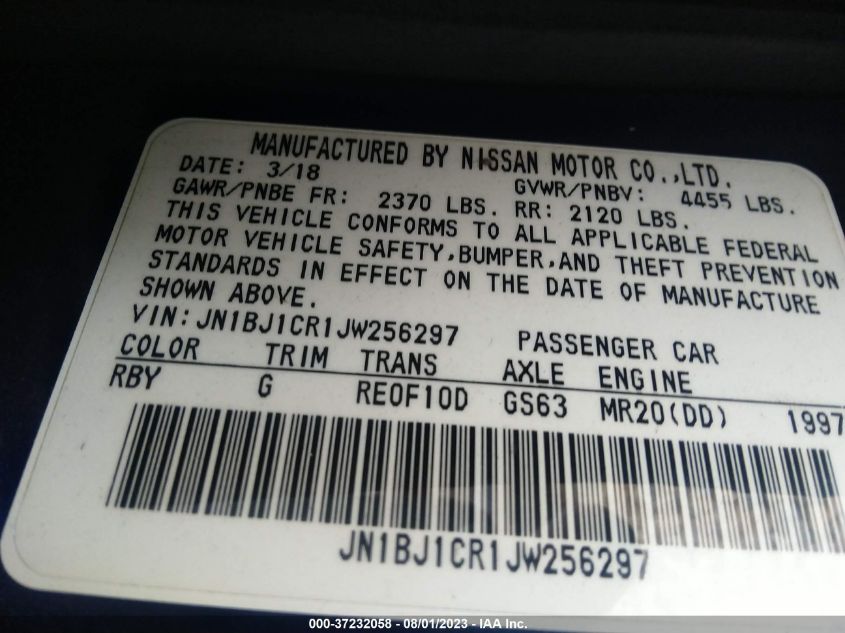 MANUFACTURED BY NISSAN MOTOR CO.,LTD.
DATE: 3/18 GVWR/PNBV: 4455 LBS.
GAWR/PNBE FR: 2370 LBS. RR: 2120 LBS.
THIS VEHICLE CONFORMS TO ALL APPLICABLE FEDERAL
MOTOR VEHICLE SAFETY,BUMPER,AND THEFT PREVENTION
STANDARDS IN EFFECT ON THE DATE OF MANUFACTURE
SHOWN ABOVE.
VIN:JN1BJ1CR1JW256297 PASSENGER CAR
COLOR TRIM TRANS AXLE ENGINE
RBY G RE0F10D GS63 MR20(DD) 1997
JN1BJ1CR1JW256297
000-37232058 - 08/01/2023 - IAA Inc.